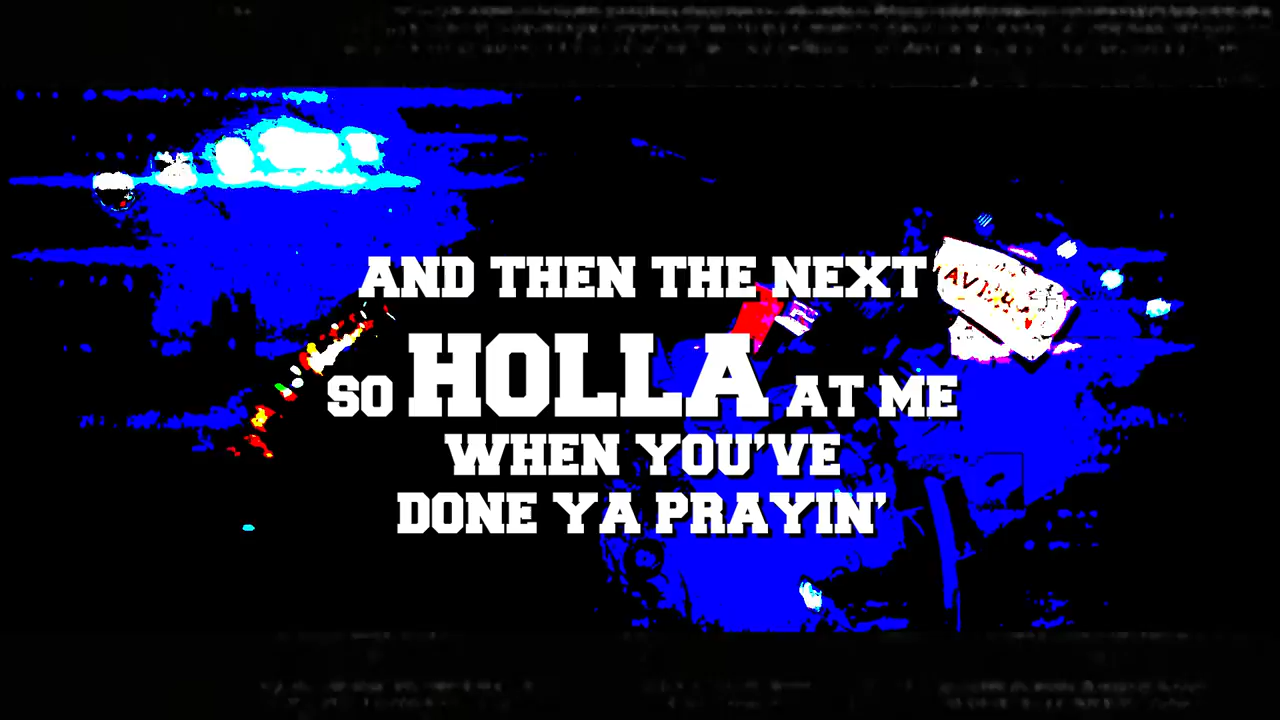 AND THEN THE NEXT
SO HOLLA AT ME
WHEN YOU'VE
DONE YA PRAYIN'